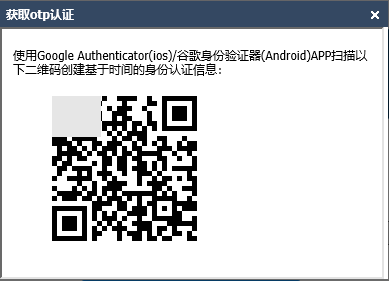 获取otp认证
使用Google Authenticator(ios)/谷歌身份验证器(Android)APP扫描以
下二维码创建基于时间的身份认证信息：